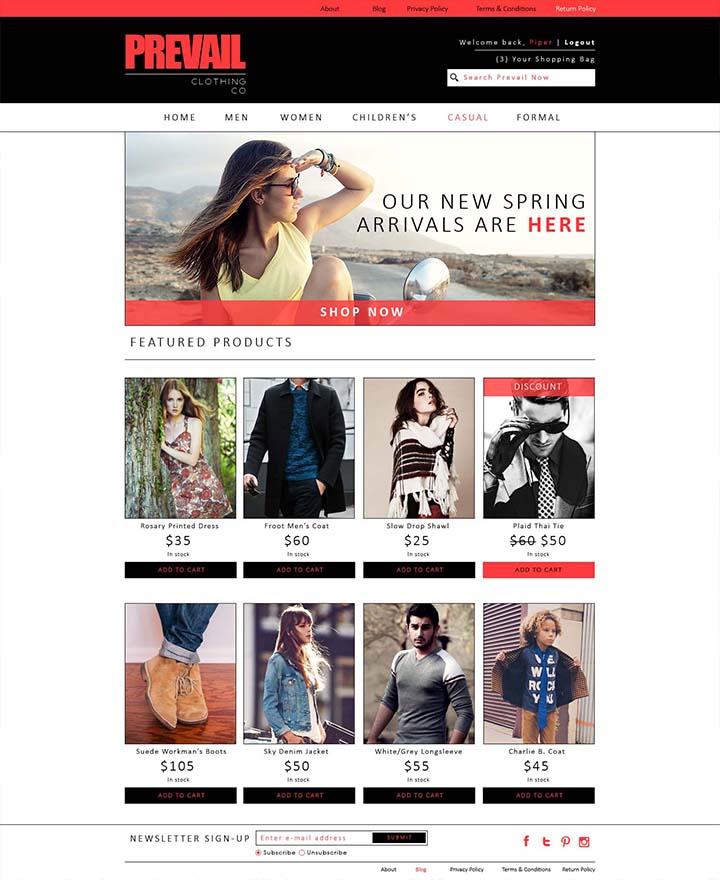 About Blog Privacy Policy Terms & Conditions Return Policy
PREVAIL
CLOTHING
CO
Welcome back, Piper | Logout
(3) Your Shopping Bag
Search Prevail Now
HOME MEN WOMEN CHILDREN'S CASUAL FORMAL
OUR NEW SPRING
ARRIVALS ARE HERE
SHOP NOW
FEATURED PRODUCTS
DISCOUNT
Rosary Printed Dress Froot Men's Coat Slow Drop Shawl Plaid Thai Tie
$35 $60 $25 $60 $50
In stock In stock In stock In stock
ADD TO CART ADD TO CART ADD TO CART ADD TO CART
WE
WILL
ROCK
YOU
Suede Workman's Boots Sky Denim Jacket White/Grey Longsleeve Charlie B. Coat
$105 $50 $55 $45
In stock In stock In stock In stock
ADD TO CART ADD TO CART ADD TO CART ADD TO CART
NEWSLETTER SIGN-UP Enter e-mail address SUBMIT
Subscribe Unsubscribe
About Blog Privacy Policy Terms & Conditions Return Policy